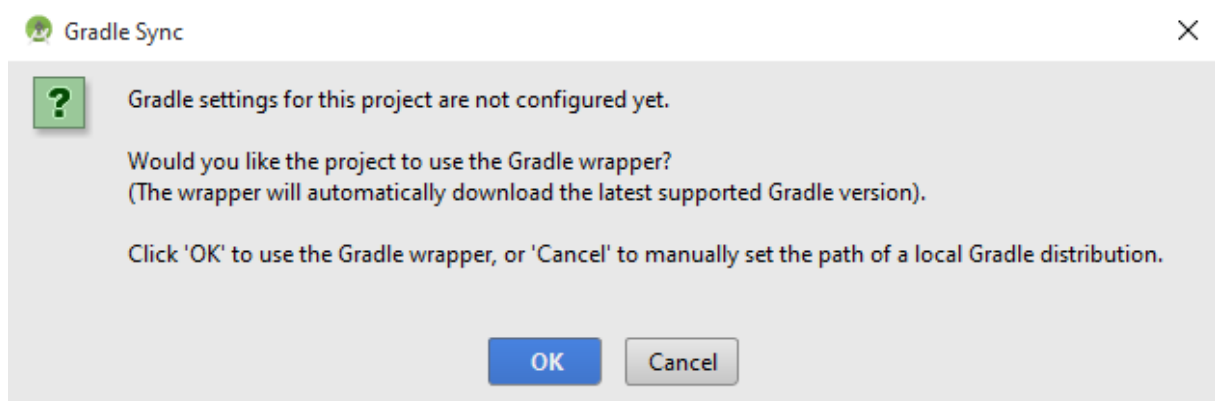 Gradle Sync
Gradle settings for this project are not configured yet.
Would you like the project to use the Gradle wrapper?
(The wrapper will automatically download the latest supported Gradle version).
Click 'OK' to use the Gradle wrapper, or 'Cancel' to manually set the path of a local Gradle distribution.
OK Cancel